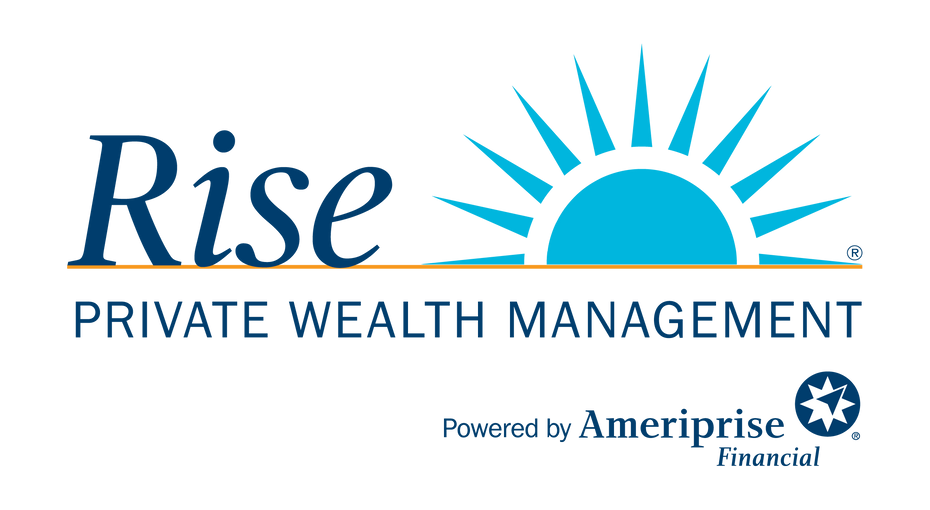 Rise ®
PRIVATE WEALTH MANAGEMENT
Powered by Ameriprise ®
Financial